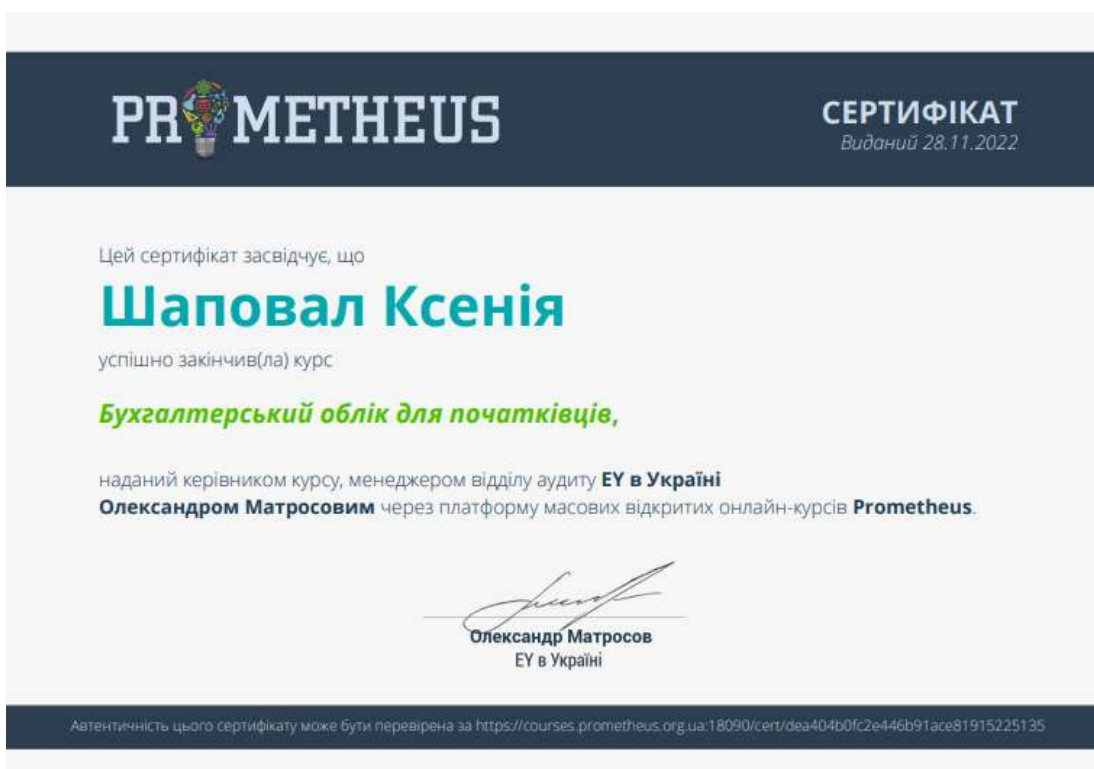 PROMETHEUS
СЕРТИФІКАТ
Виданий 28.11.2022
Цей сертифікат засвідчує, що
Шаповал Ксенія
успішно закінчив(ла) курс
Бухгалтерський облік для початківців,
наданий керівником курсу, менеджером відділу аудиту EY в Україні
Олександром Матросовим через платформу масових відкритих онлайн-курсів Prometheus.
Олександр Матросов
EY в Україні
Автентичність цього сертифікату може бути перевірена за https://courses.prometheus.org.ua:18090/cert/dea404b0fc2e446b91ace81915225135